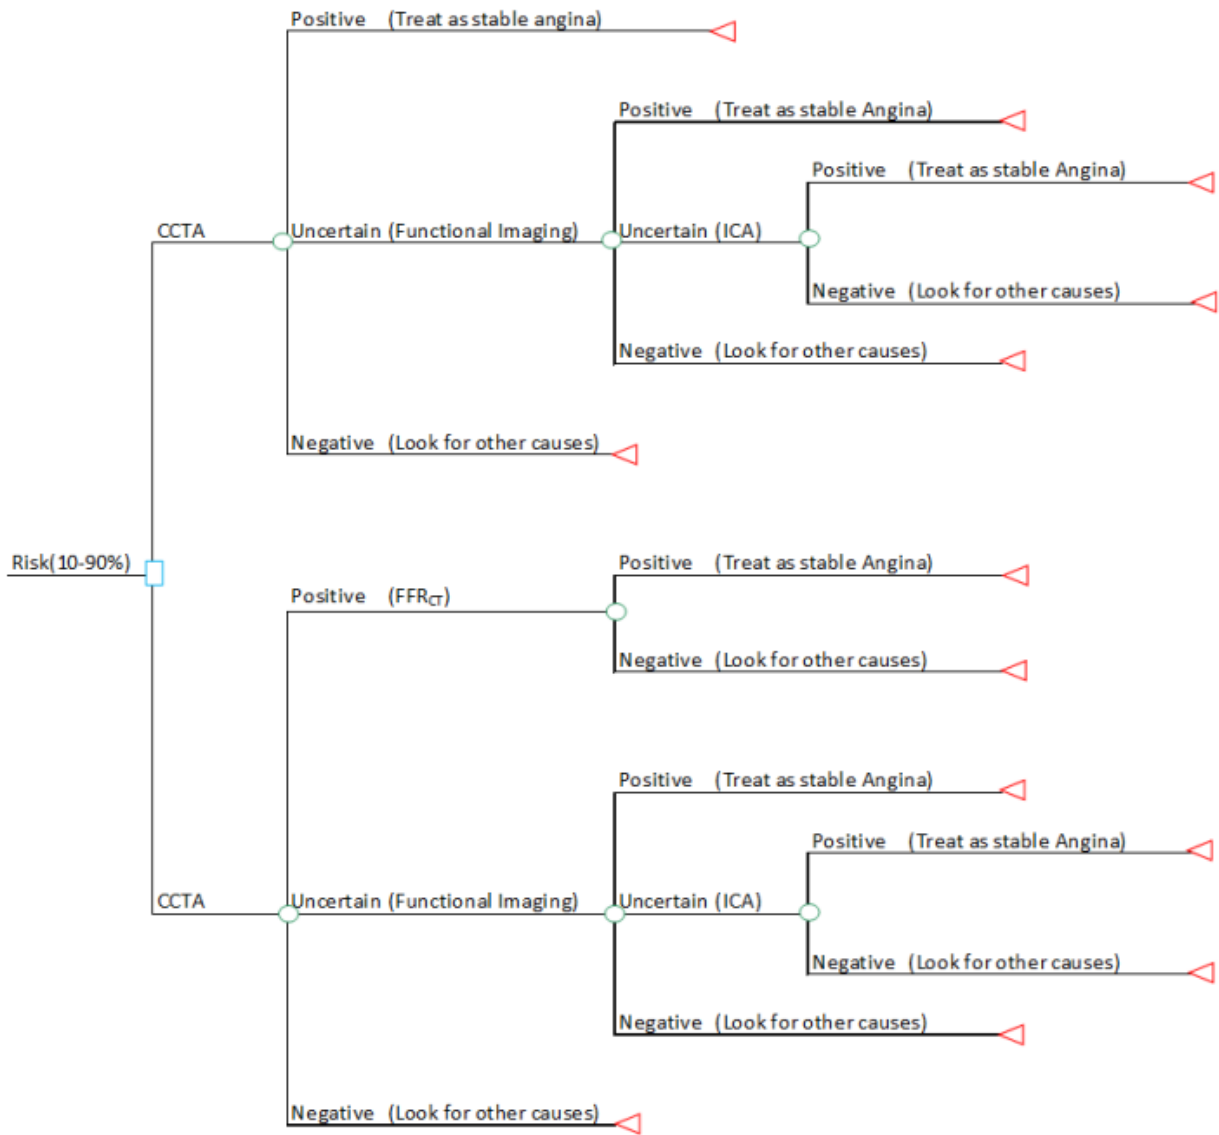 Positive (Treat as stable angina)
Positive (Treat as stable Angina)
Positive (Treat as stable Angina)
CCTA Uncertain (Functional Imaging) Uncertain (ICA)
Negative (Look for other causes)
Negative (Look for other causes)
Negative (Look for other causes)
Risk(10-90%) Positive (Treat as stable Angina)
Positive (FFRCT)
Negative (Look for other causes)
Positive (Treat as stable Angina)
Positive (Treat as stable Angina)
CCTA Uncertain (Functional Imaging) Uncertain (ICA)
Negative (Look for other causes)
Negative (Look for other causes)
Negative (Look for other causes)